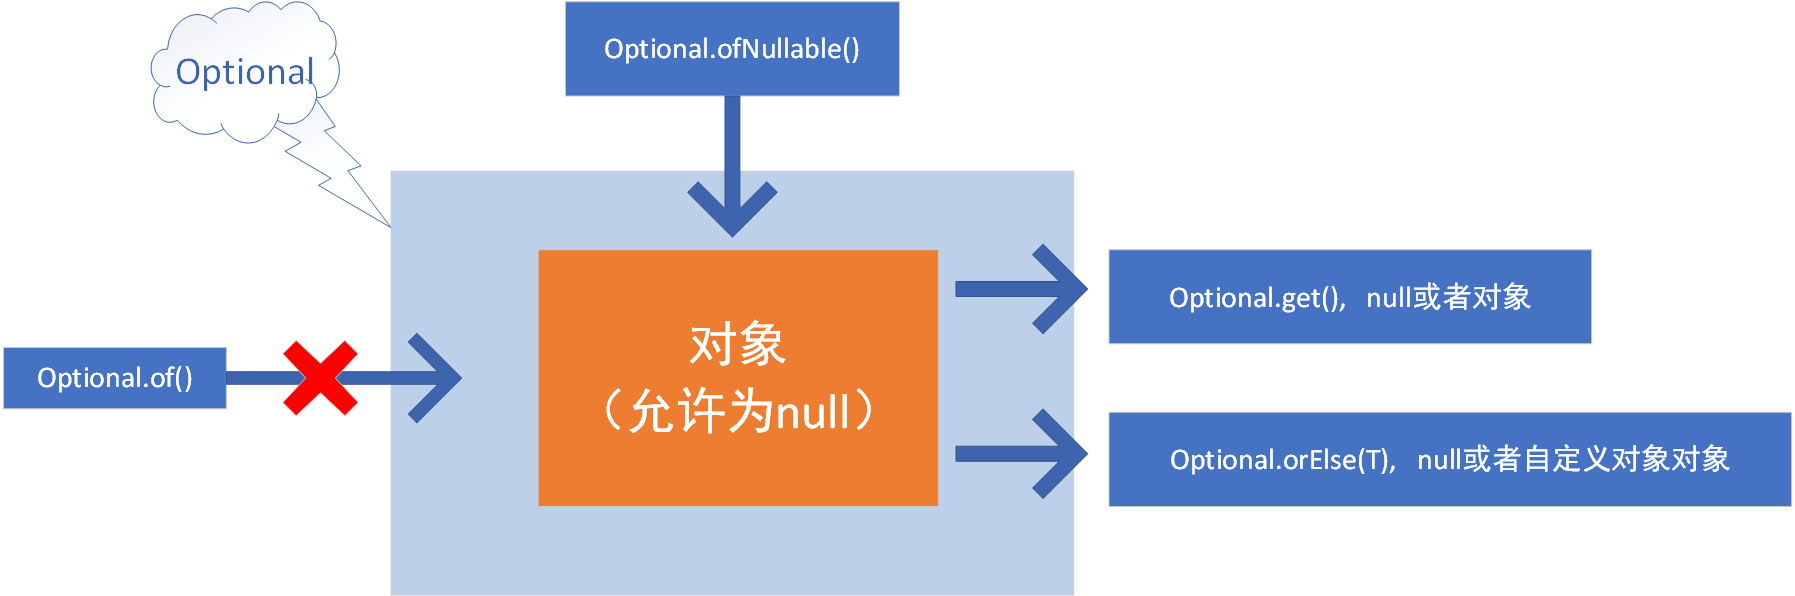 Optional
Optional.ofNullable()
Optional.of()
对象
（允许为null）
Optional.get()，null或者对象
Optional.orElse(T)，null或者自定义对象对象